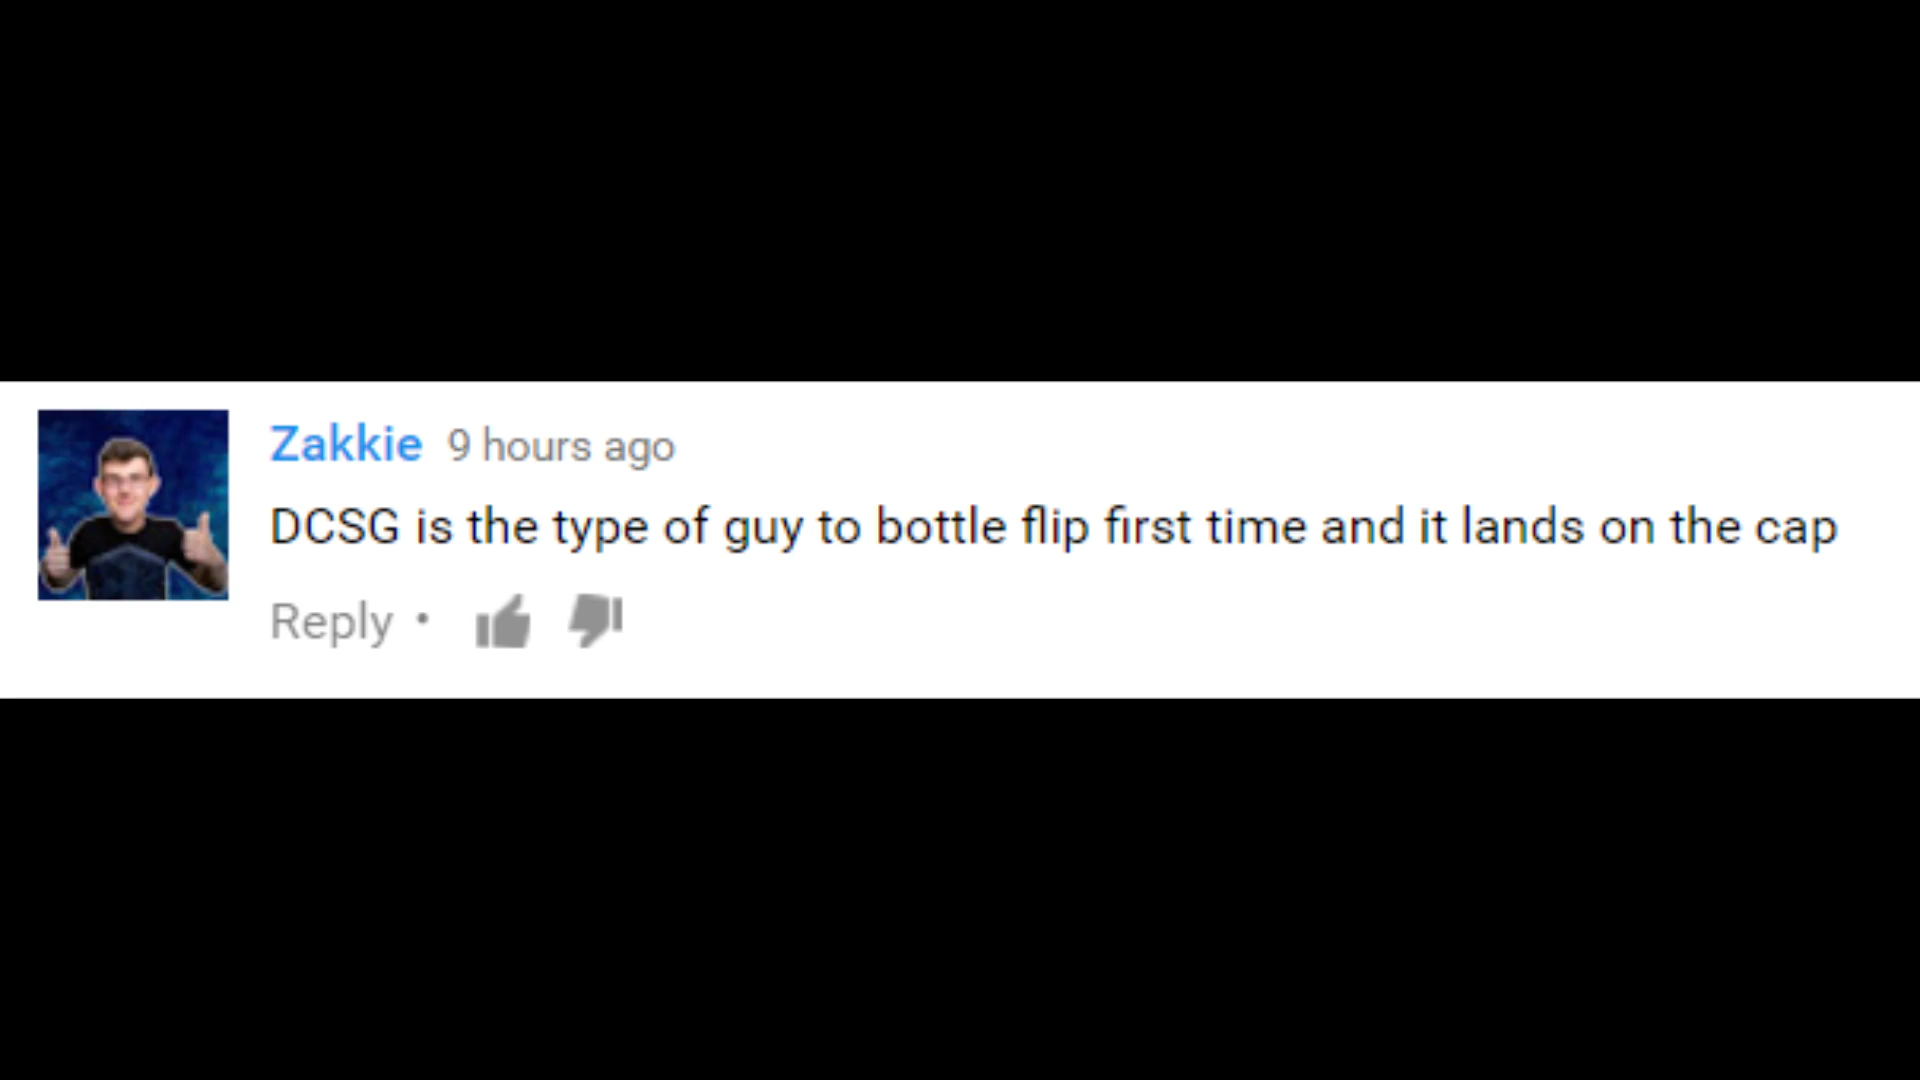 Zakkie 9 hours ago
DCSG is the type of guy to bottle flip first time and it lands on the cap
Reply •